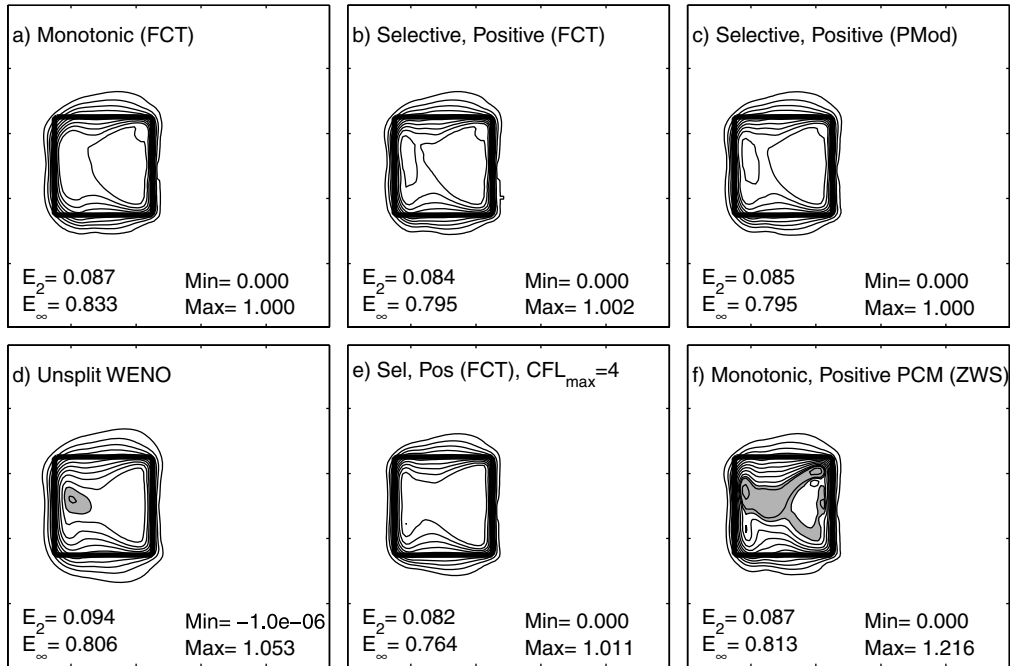 a) Monotonic (FCT)
E₂= 0.087 Min= 0.000
E∞= 0.833 Max= 1.000
b) Selective, Positive (FCT)
E₂= 0.084 Min= 0.000
E∞= 0.795 Max= 1.002
c) Selective, Positive (PMod)
E₂= 0.085 Min= 0.000
E∞= 0.795 Max= 1.000
d) Unsplit WENO
E₂= 0.094 Min= −1.0e−06
E∞= 0.806 Max= 1.053
e) Sel, Pos (FCT), CFLmax=4
E₂= 0.082 Min= 0.000
E∞= 0.764 Max= 1.011
f) Monotonic, Positive PCM (ZWS)
E₂= 0.087 Min= 0.000
E∞= 0.813 Max= 1.216